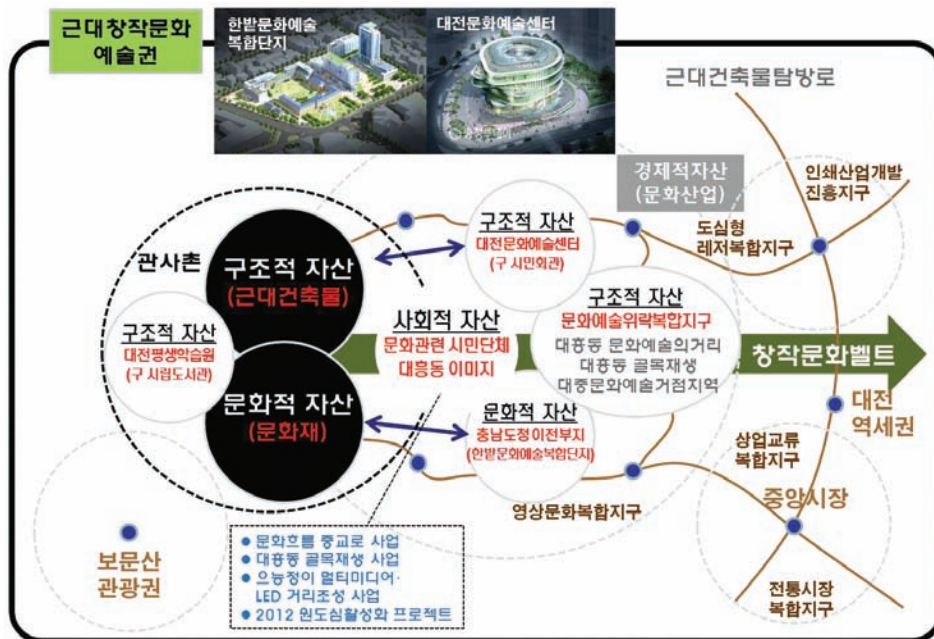 근대창작문화
예술권
한밭문화예술
복합단지
대전문화예술센터
근대건축물탐방로
경제적자산
(문화산업)
인쇄산업개발
진흥지구
도심형
레저복합지구
관사촌
구조적 자산
(근대건축물)
구조적 자산
대전문화예술센터
(구 시민회관)
구조적 자산
대전평생학습원
(구 시립도서관)
사회적 자산
문화관련 시민단체
대흥동 이미지
구조적 자산
문화예술위락복합지구
대흥동 문화예술의거리
대흥동 골목재생
대중문화예술거점지역
창작문화벨트
문화적 자산
(문화재)
문화적 자산
충남도청이전부지
(한밭문화예술복합단지)
대전
역세권
상업교류
복합지구
중앙시장
영상문화복합지구
보문산
관광권
전통시장
복합지구
문화흐름 중교로 사업
대흥동 골목재생 사업
으능정이 멀티미디어·
LED 거리조성 사업
2012 원도심활성화 프로젝트